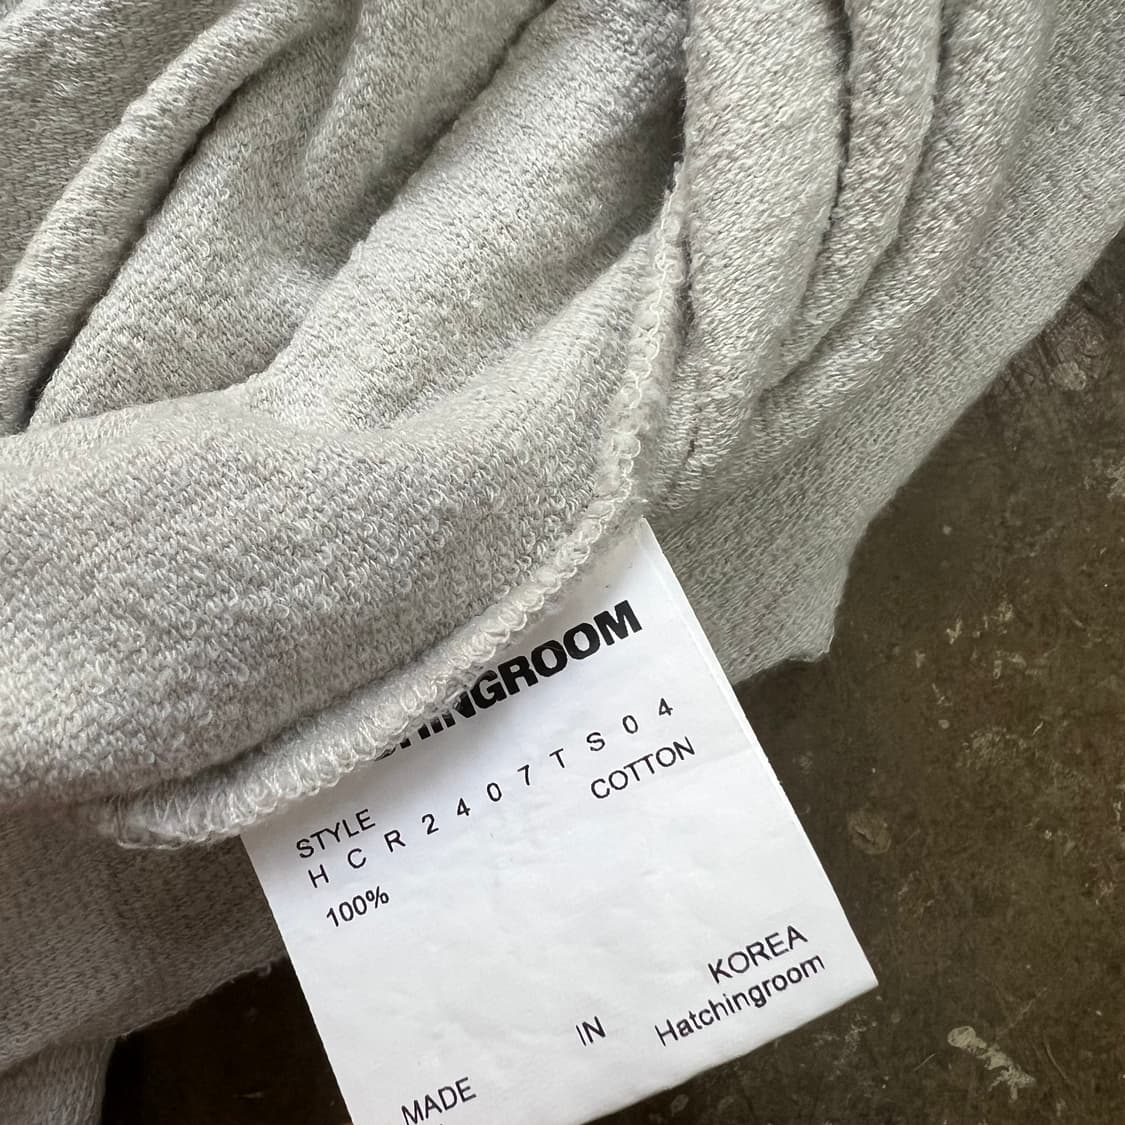 HINGROOM
STYLE
H C R 2 4 0 7 T S 0 4
100% COTTON
MADE IN KOREA
Hatchingroom